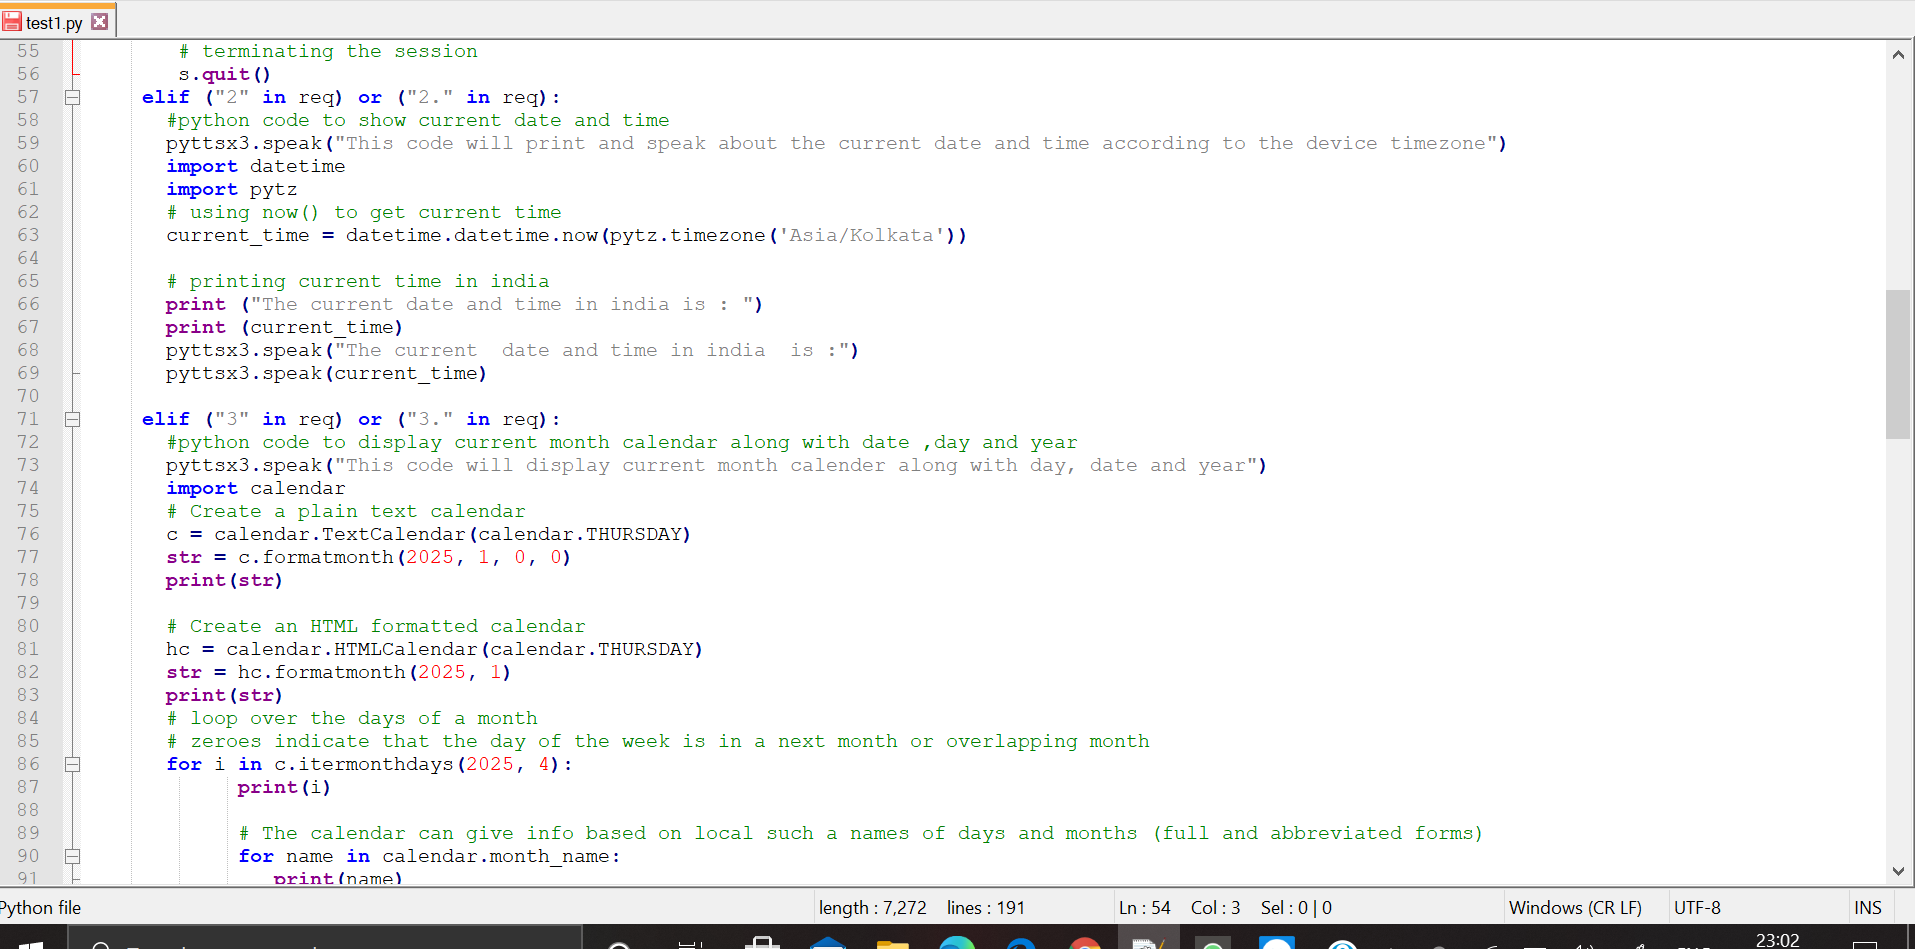 test1.py
55 # terminating the session
56 s.quit()
57 elif ("2" in req) or ("2." in req):
58 #python code to show current date and time
59 pyttsx3.speak("This code will print and speak about the current date and time according to the device timezone")
60 import datetime
61 import pytz
62 # using now() to get current time
63 current_time = datetime.datetime.now(pytz.timezone('Asia/Kolkata'))
64
65 # printing current time in india
66 print ("The current date and time in india is : ")
67 print (current_time)
68 pyttsx3.speak("The current  date and time in india  is :")
69 pyttsx3.speak(current_time)
70
71 elif ("3" in req) or ("3." in req):
72 #python code to display current month calendar along with date ,day and year
73 pyttsx3.speak("This code will display current month calender along with day, date and year")
74 import calendar
75 # Create a plain text calendar
76 c = calendar.TextCalendar(calendar.THURSDAY)
77 str = c.formatmonth(2025, 1, 0, 0)
78 print(str)
79
80 # Create an HTML formatted calendar
81 hc = calendar.HTMLCalendar(calendar.THURSDAY)
82 str = hc.formatmonth(2025, 1)
83 print(str)
84 # loop over the days of a month
85 # zeroes indicate that the day of the week is in a next month or overlapping month
86 for i in c.itermonthdays(2025, 4):
87 print(i)
88
89 # The calendar can give info based on local such a names of days and months (full and abbreviated forms)
90 for name in calendar.month_name:
91 print(name)
Python file length : 7,272 lines : 191 Ln : 54 Col : 3 Sel : 0 | 0 Windows (CR LF) UTF-8 INS
23:02